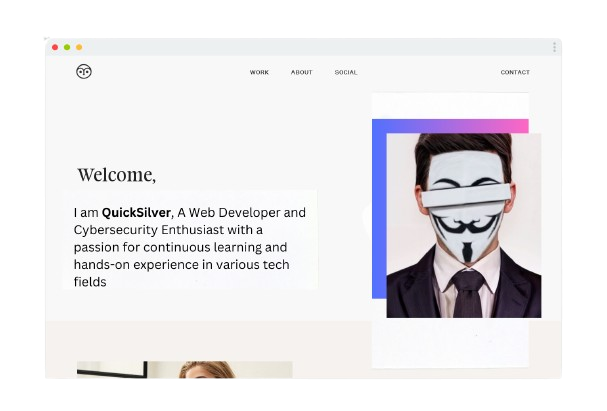 WORK ABOUT SOCIAL CONTACT
Welcome,
I am QuickSilver, A Web Developer and
Cybersecurity Enthusiast with a
passion for continuous learning and
hands-on experience in various tech
fields